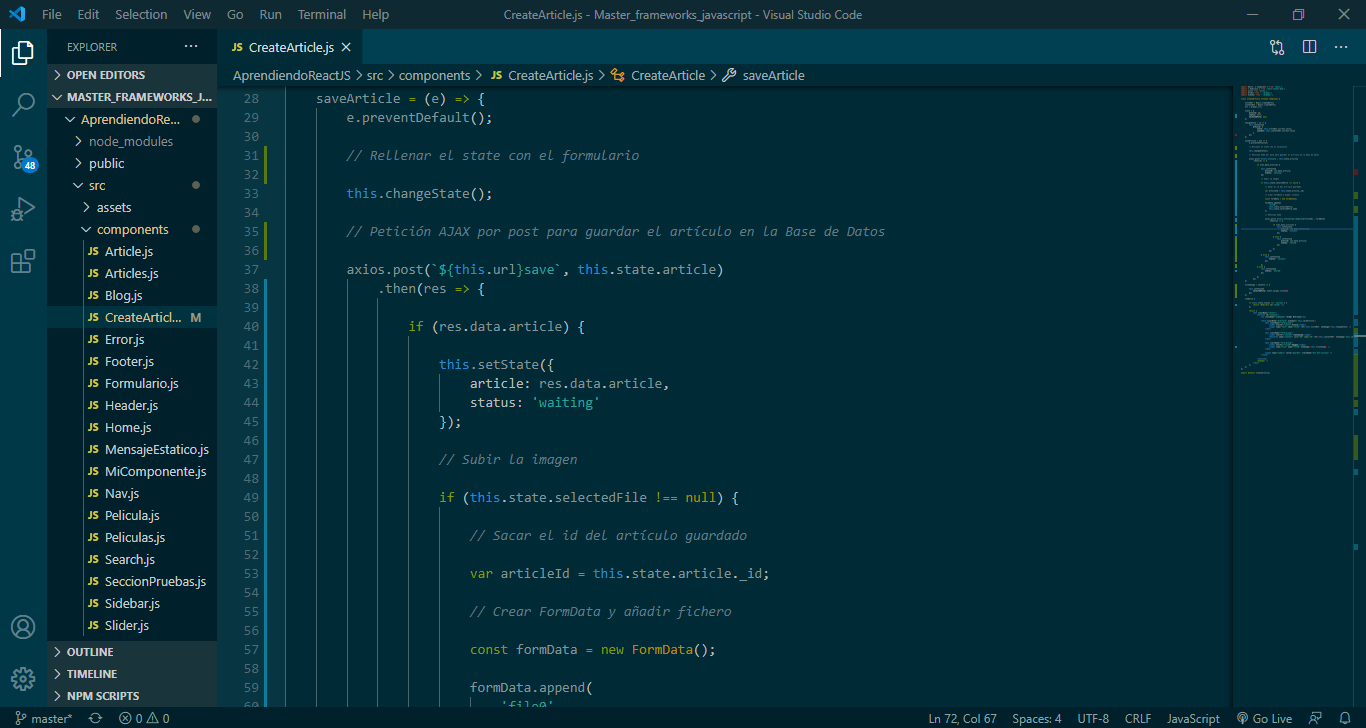 File Edit Selection View Go Run Terminal Help CreateArticle.js - Master_frameworks_javascript - Visual Studio Code
EXPLORER ···
OPEN EDITORS
MASTER_FRAMEWORKS_J...
AprendiendoRe...
node_modules
public
src
assets
components
JS Article.js
JS Articles.js
JS Blog.js
JS CreateArticl... M
JS Error.js
JS Footer.js
JS Formulario.js
JS Header.js
JS Home.js
JS MensajeEstatico.js
JS MiComponente.js
JS Nav.js
JS Pelicula.js
JS Peliculas.js
JS Search.js
JS SeccionPruebas.js
JS Sidebar.js
JS Slider.js
OUTLINE
TIMELINE
NPM SCRIPTS
48
JS CreateArticle.js
AprendiendoReactJS > src > components > JS CreateArticle.js > CreateArticle > saveArticle
28 saveArticle = (e) => {
29 e.preventDefault();
30
31 // Rellenar el state con el formulario
32
33 this.changeState();
34
35 // Petición AJAX por post para guardar el artículo en la Base de Datos
36
37 axios.post(`${this.url}save`, this.state.article)
38 .then(res => {
39
40 if (res.data.article) {
41
42 this.setState({
43 article: res.data.article,
44 status: 'waiting'
45 });
46
47 // Subir la imagen
48
49 if (this.state.selectedFile !== null) {
50
51 // Sacar el id del artículo guardado
52
53 var articleId = this.state.article._id;
54
55 // Crear FormData y añadir fichero
56
57 const formData = new FormData();
58
59 formData.append(
60 'file0'
master* 0 0 Ln 72, Col 67 Spaces: 4 UTF-8 CRLF JavaScript Go Live